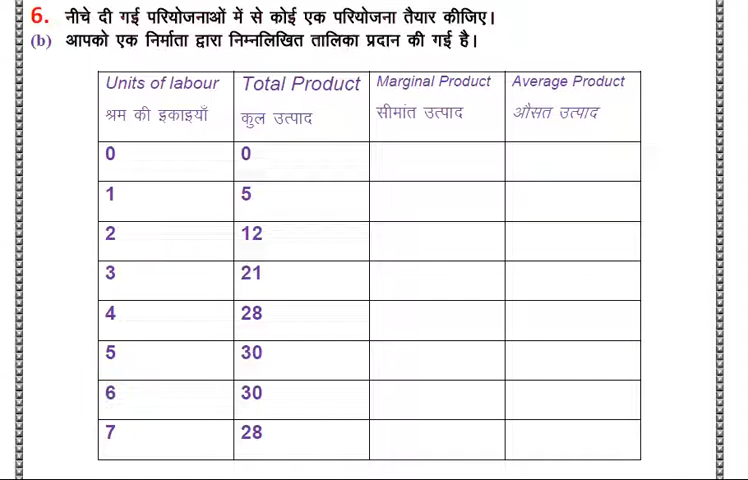 6. नीचे दी गई परियोजनाओं में से कोई एक परियोजना तैयार कीजिए।
(b) आपको एक निर्माता द्वारा निम्नलिखित तालिका प्रदान की गई है।
Units of labour Total Product Marginal Product Average Product
श्रम की इकाइयाँ कुल उत्पाद सीमांत उत्पाद औसत उत्पाद
0 0
1 5
2 12
3 21
4 28
5 30
6 30
7 28